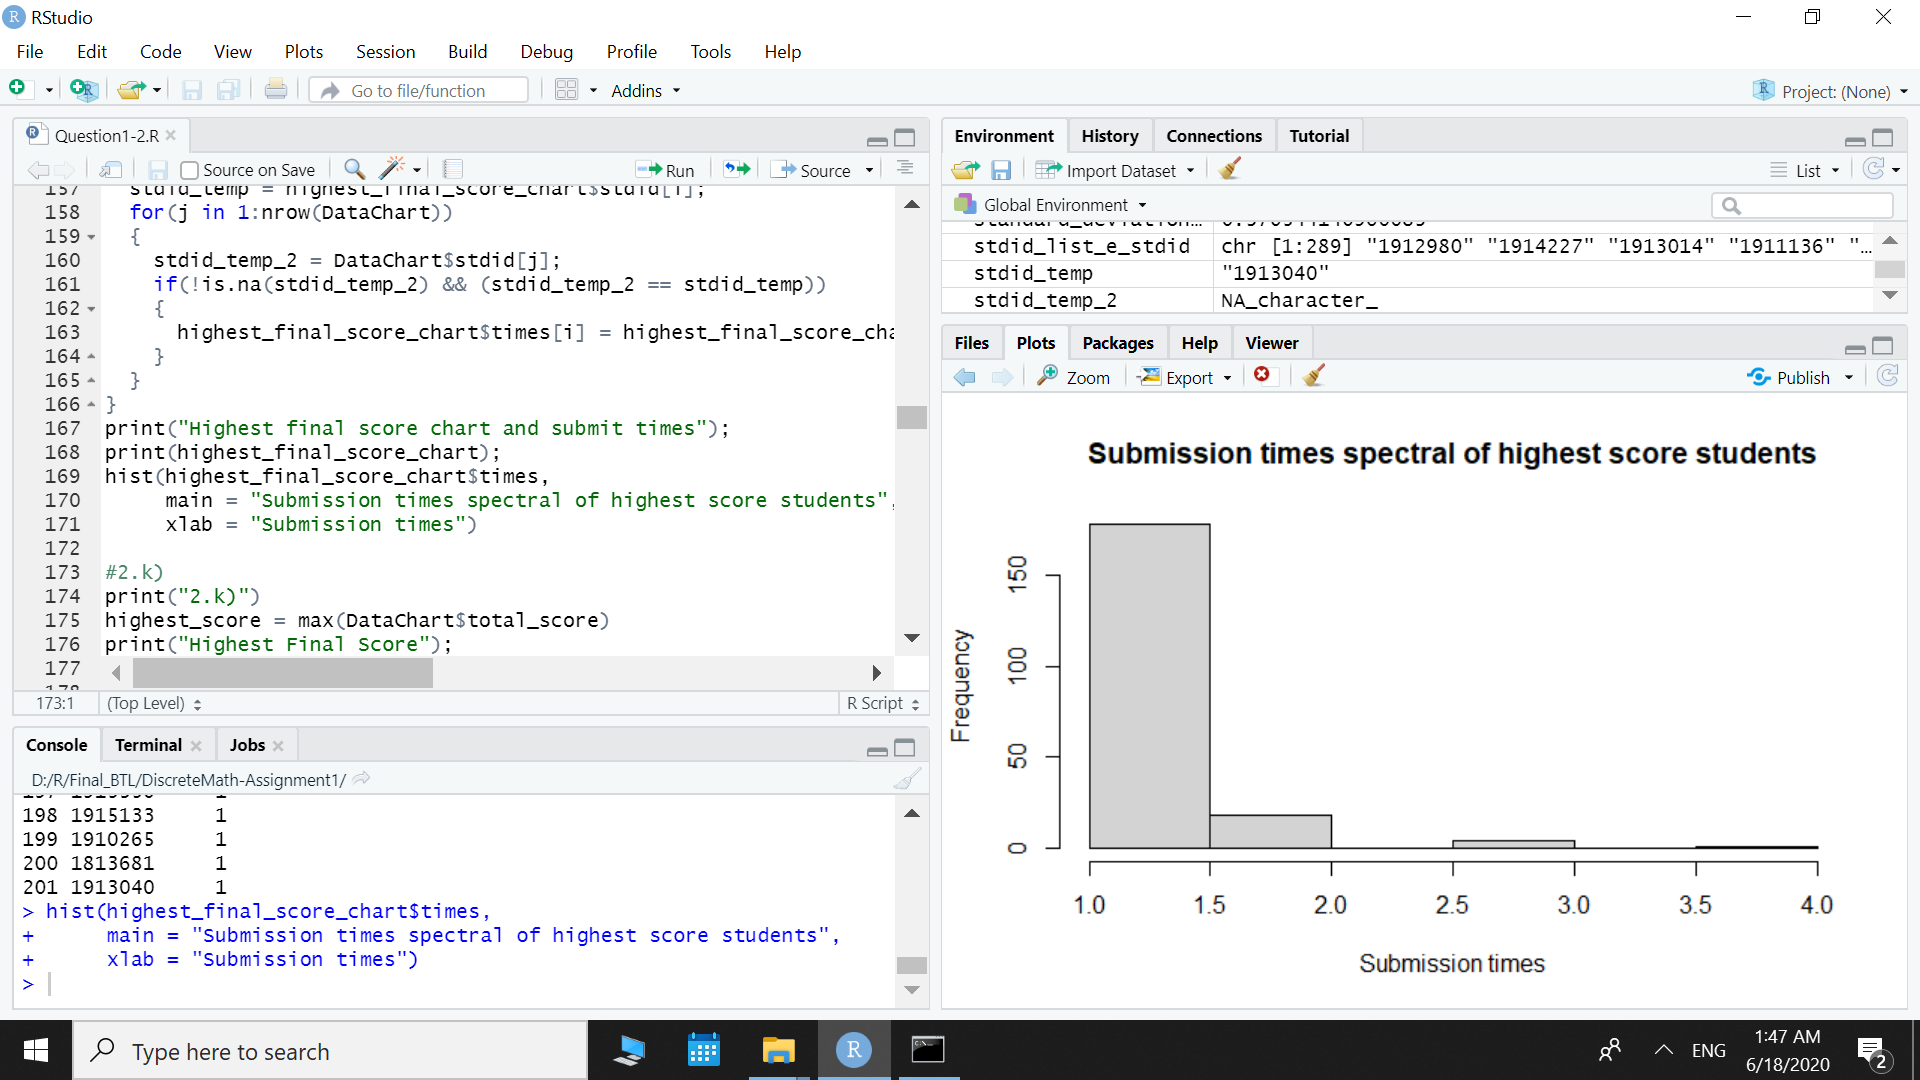 RStudio
File Edit Code View Plots Session Build Debug Profile Tools Help
Go to file/function Addins Project: (None)
Question1-2.R
Source on Save Run Source
157 stdid_temp = highest_final_score_chart$stdid[i];
158 for(j in 1:nrow(DataChart))
159 {
160 stdid_temp_2 = DataChart$stdid[j];
161 if(!is.na(stdid_temp_2) && (stdid_temp_2 == stdid_temp))
162 {
163 highest_final_score_chart$times[i] = highest_final_score_cha
164 }
165 }
166 }
167 print("Highest final score chart and submit times");
168 print(highest_final_score_chart);
169 hist(highest_final_score_chart$times,
170 main = "Submission times spectral of highest score students",
171 xlab = "Submission times")
172
173 #2.k)
174 print("2.k)")
175 highest_score = max(DataChart$total_score)
176 print("Highest Final Score");
177
173:1 (Top Level) R Script
Console Terminal Jobs
D:/R/Final_BTL/DiscreteMath-Assignment1/
198 1915133 1
199 1910265 1
200 1813681 1
201 1913040 1
> hist(highest_final_score_chart$times,
+ main = "Submission times spectral of highest score students",
+ xlab = "Submission times")
>
Environment History Connections Tutorial
Import Dataset List
Global Environment
stdid_list_e_stdid chr [1:289] "1912980" "1914227" "1913014" "1911136" "...
stdid_temp "1913040"
stdid_temp_2 NA_character_
Files Plots Packages Help Viewer
Zoom Export Publish
Submission times spectral of highest score students
Frequency
150
100
50
0
1.0 1.5 2.0 2.5 3.0 3.5 4.0
Submission times
Type here to search
ENG
1:47 AM
6/18/2020
2